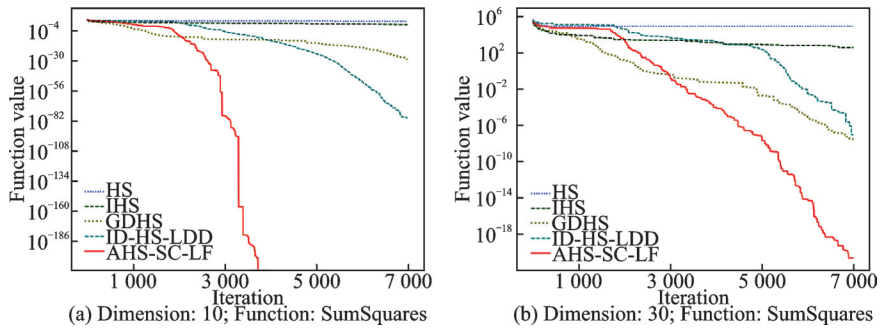 10^-4
10^-30
10^-56
10^-82
10^-108
10^-134
10^-160
10^-186
Function value
HS
IHS
GDHS
ID-HS-LDD
AHS-SC-LF
1 000 3 000 5 000 7 000
Iteration
(a) Dimension: 10; Function: SumSquares
10^6
10^2
10^-2
10^-6
10^-10
10^-14
10^-18
Function value
HS
IHS
GDHS
ID-HS-LDD
AHS-SC-LF
1 000 3 000 5 000 7 000
Iteration
(b) Dimension: 30; Function: SumSquares